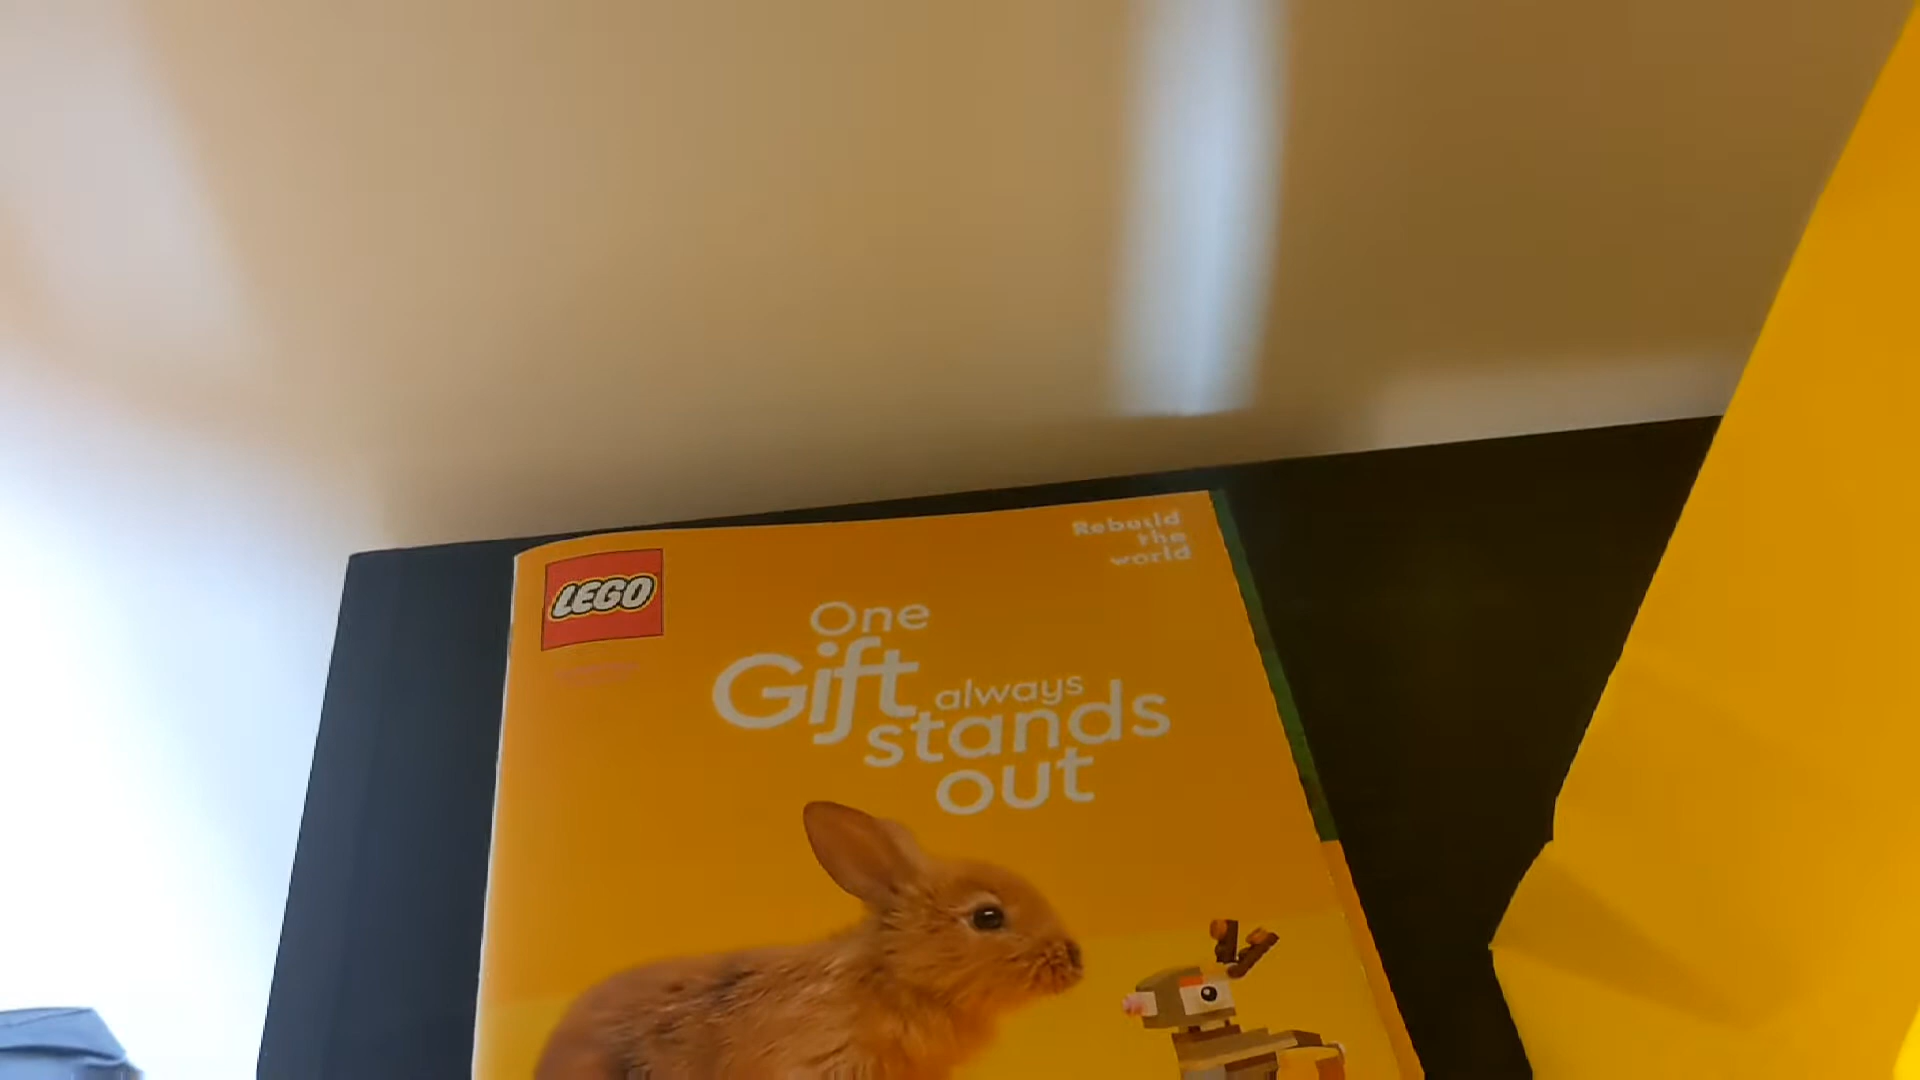 LEGO
Rebuild
the
world
One
Gift always
stands
out